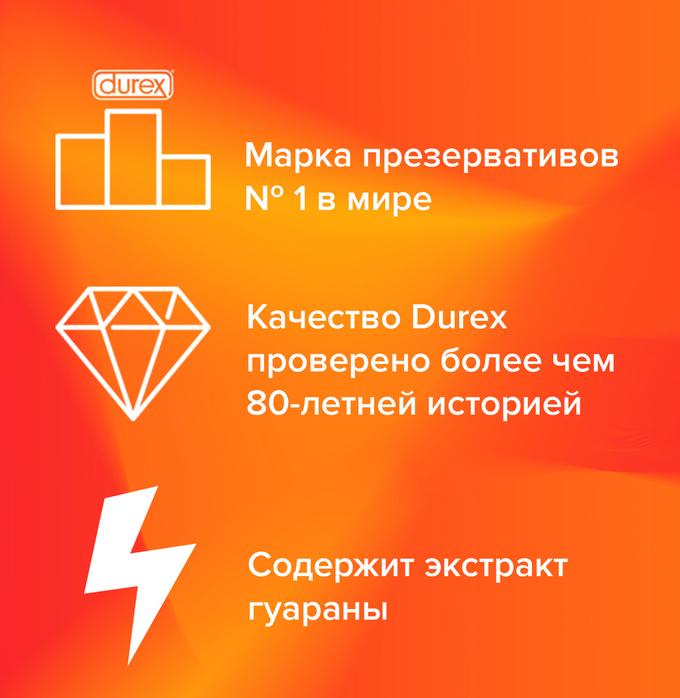 durex
Марка презервативов
№ 1 в мире
Качество Durex
проверено более чем
80-летней историей
Содержит экстракт
гуараны